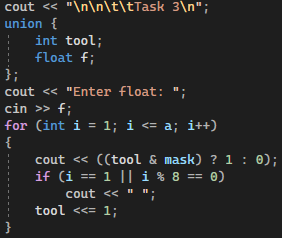 cout << "\n\n\t\tTask 3\n";
union {
    int tool;
    float f;
};
cout << "Enter float: ";
cin >> f;
for (int i = 1; i <= a; i++)
{
    cout << ((tool & mask) ? 1 : 0);
    if (i == 1 || i % 8 == 0)
        cout << " ";
    tool <<= 1;
}